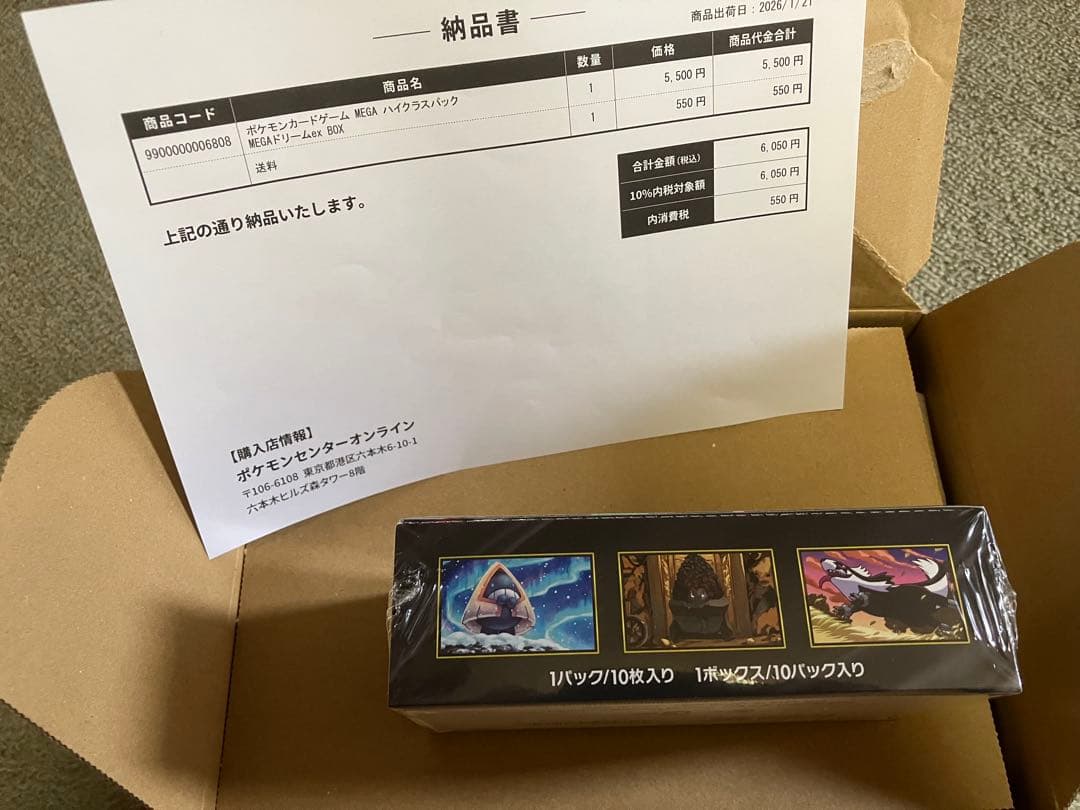 納品書
商品出荷日：2026/1/21
商品コード 商品名 数量 価格 商品代金合計
9900000006808 ポケモンカードゲーム MEGA ハイクラスパック 1 5,500 円 5,500 円
MEGAドリームex BOX
送料 1 550 円 550 円
合計金額(税込) 6,050 円
10%内税対象額 6,050 円
内消費税 550 円
上記の通り納品いたします。
【購入店情報】
ポケモンセンターオンライン
〒106-6108 東京都港区六本木6-10-1
六本木ヒルズ森タワー8階
1パック/10枚入り 1ボックス/10パック入り